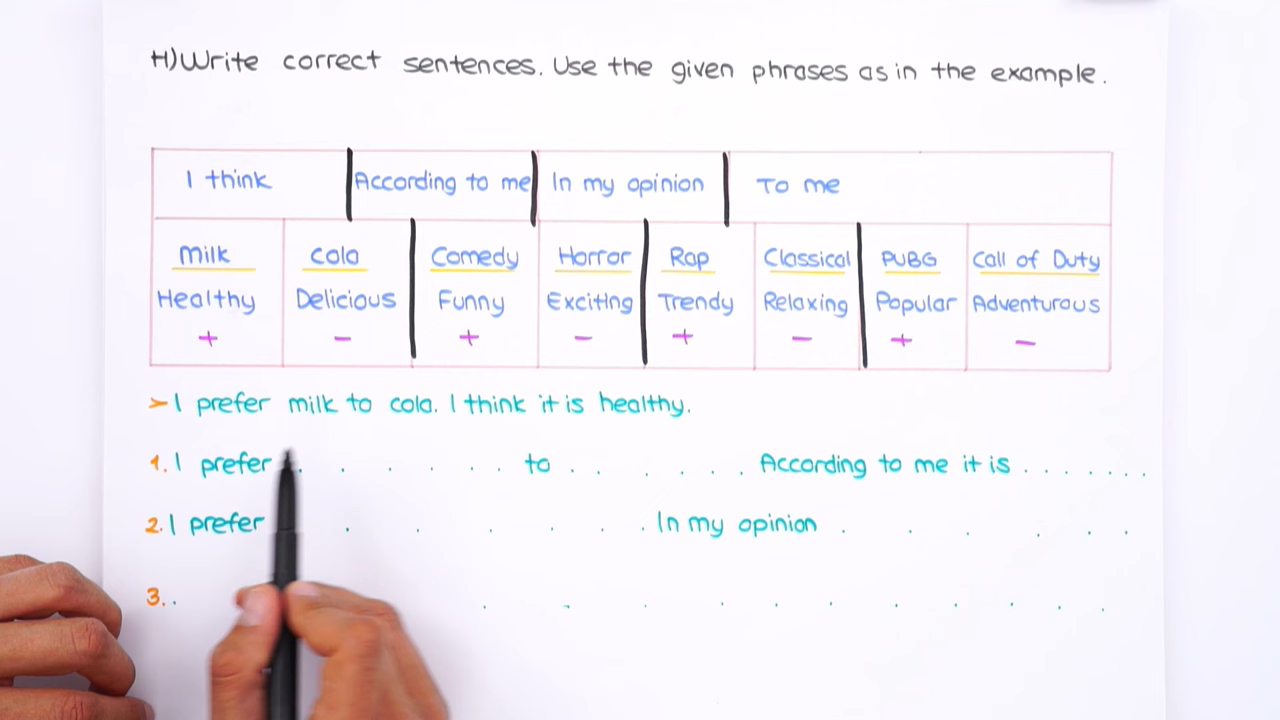 H) Write correct sentences. Use the given phrases as in the example.
I think According to me In my opinion To me
Milk Cola Comedy Horror Rap Classical PUBG Call of Duty
Healthy Delicious Funny Exciting Trendy Relaxing Popular Adventurous
+ - + - + - + -
➤ I prefer milk to cola. I think it is healthy.
1. I prefer . . . . . . to . . . . . . According to me it is . . . . . . .
2. I prefer . . . . . . In my opinion . . . . . .
3. . . . . . . . . . . . .